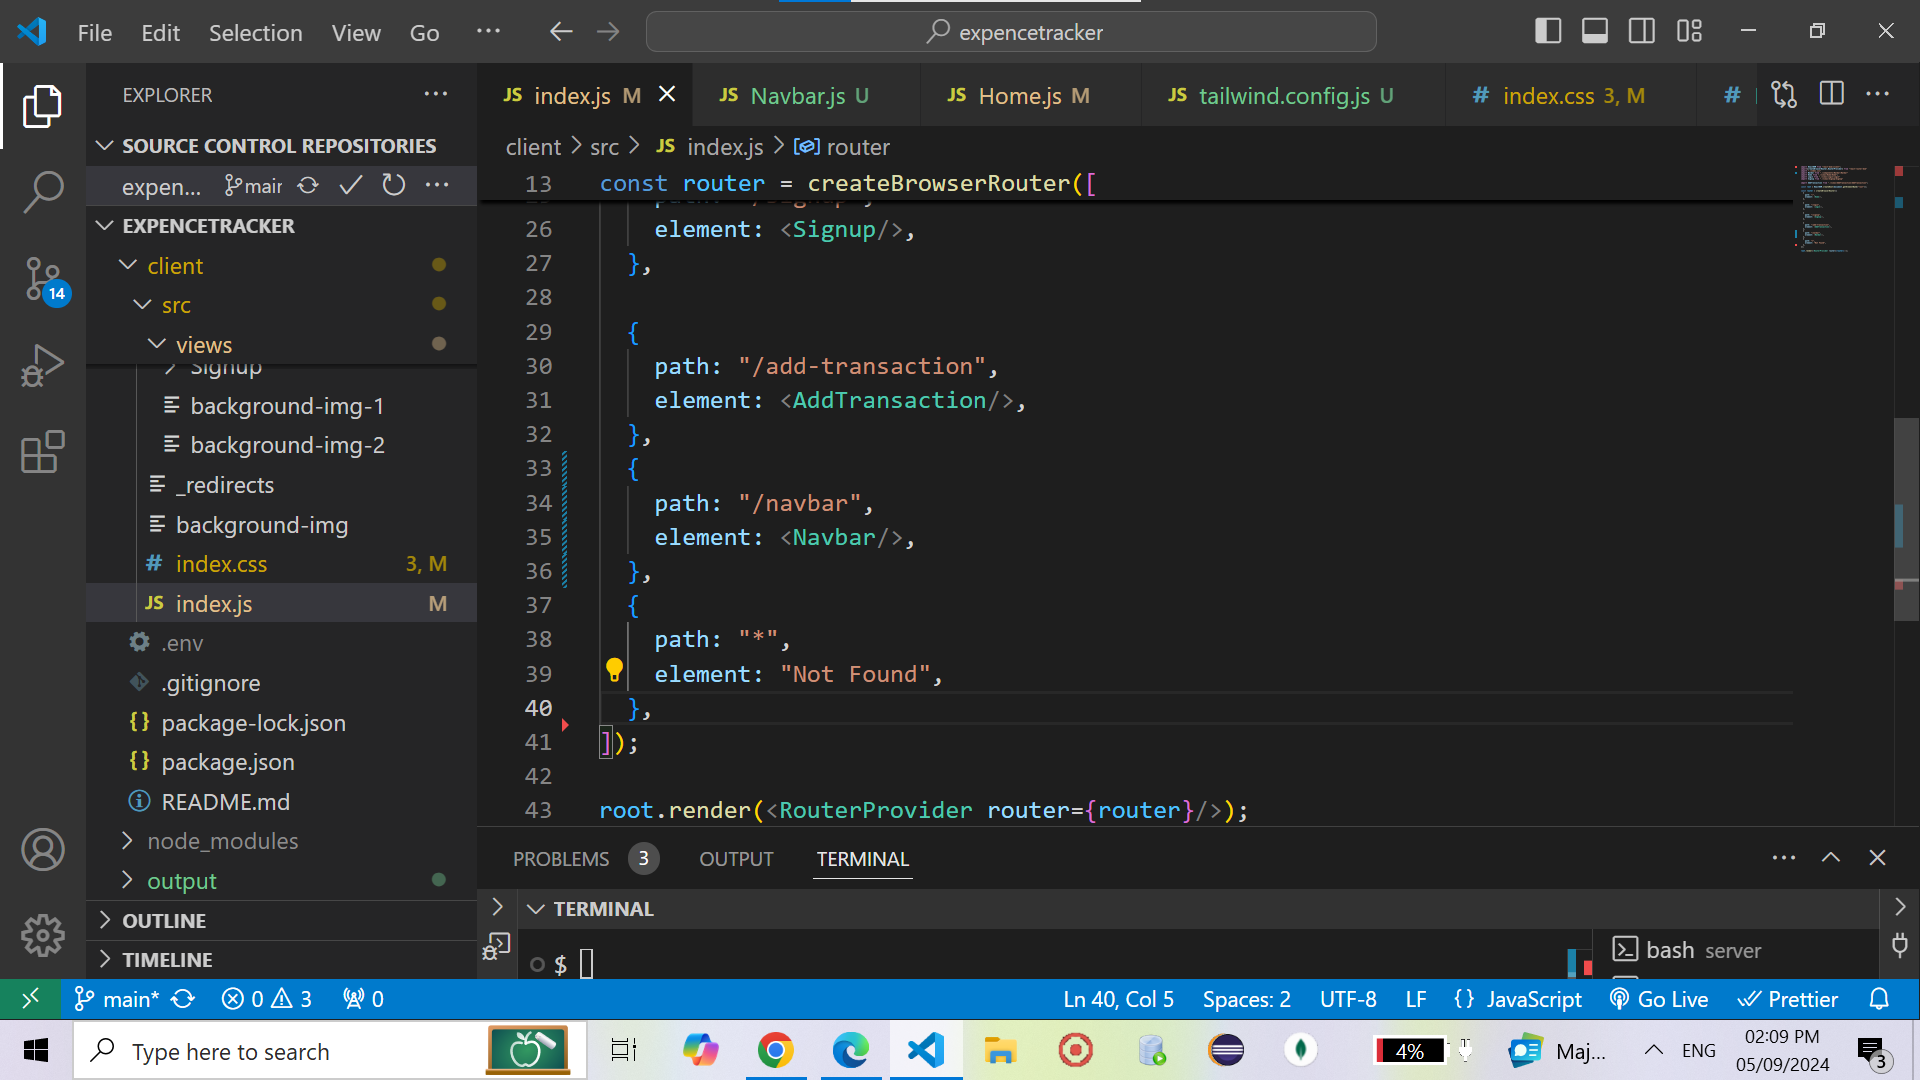 File Edit Selection View Go ··· expencetracker
EXPLORER
SOURCE CONTROL REPOSITORIES
expen... main
EXPENCETRACKER
client
src
views
Signup
background-img-1
background-img-2
_redirects
background-img
# index.css 3, M
JS index.js M
.env
.gitignore
{} package-lock.json
{} package.json
README.md
node_modules
output
OUTLINE
TIMELINE
14
JS index.js M JS Navbar.js U JS Home.js M JS tailwind.config.js U # index.css 3, M #
client > src > JS index.js > router
13 const router = createBrowserRouter([
26 element: <Signup/>,
27 },
28
29 {
30 path: "/add-transaction",
31 element: <AddTransaction/>,
32 },
33 {
34 path: "/navbar",
35 element: <Navbar/>,
36 },
37 {
38 path: "*",
39 element: "Not Found",
40 },
41 ]);
42
43 root.render(<RouterProvider router={router}/>);
PROBLEMS 3 OUTPUT TERMINAL
TERMINAL
$
bash server
main* 0 3 0 Ln 40, Col 5 Spaces: 2 UTF-8 LF {} JavaScript Go Live Prettier
Type here to search 4% Maj... ENG 02:09 PM
05/09/2024
3